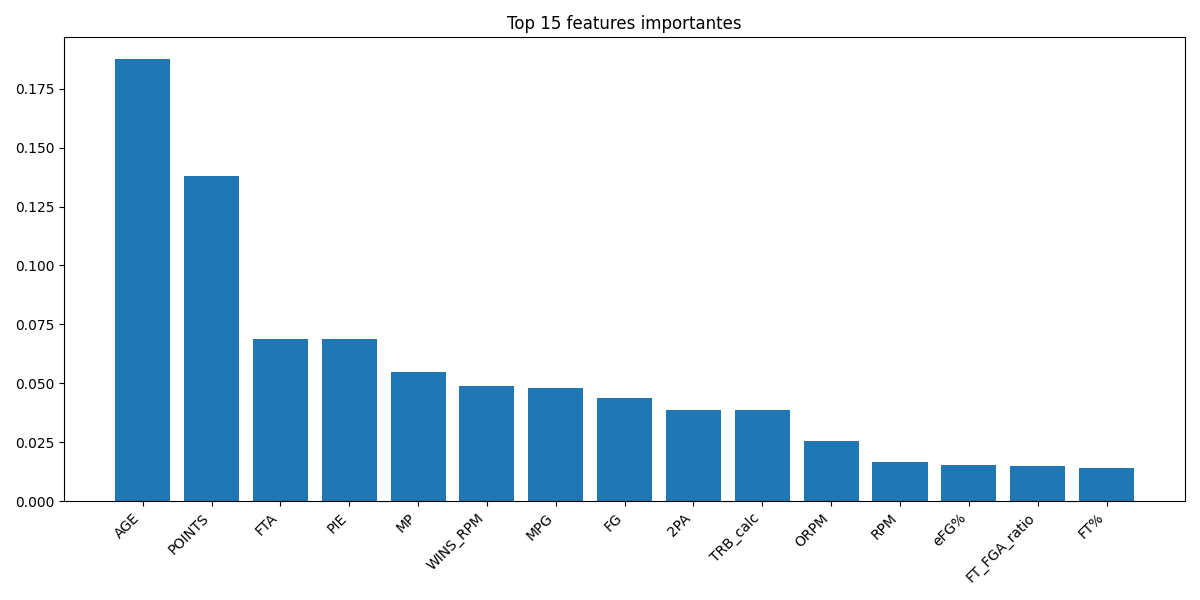 Top 15 features importantes
0.175
0.150
0.125
0.100
0.075
0.050
0.025
0.000
AGE
POINTS
FTA
PIE
MP
WINS_RPM
MPG
FG
2PA
TRB_calc
ORPM
RPM
eFG%
FT_FGA_ratio
FT%